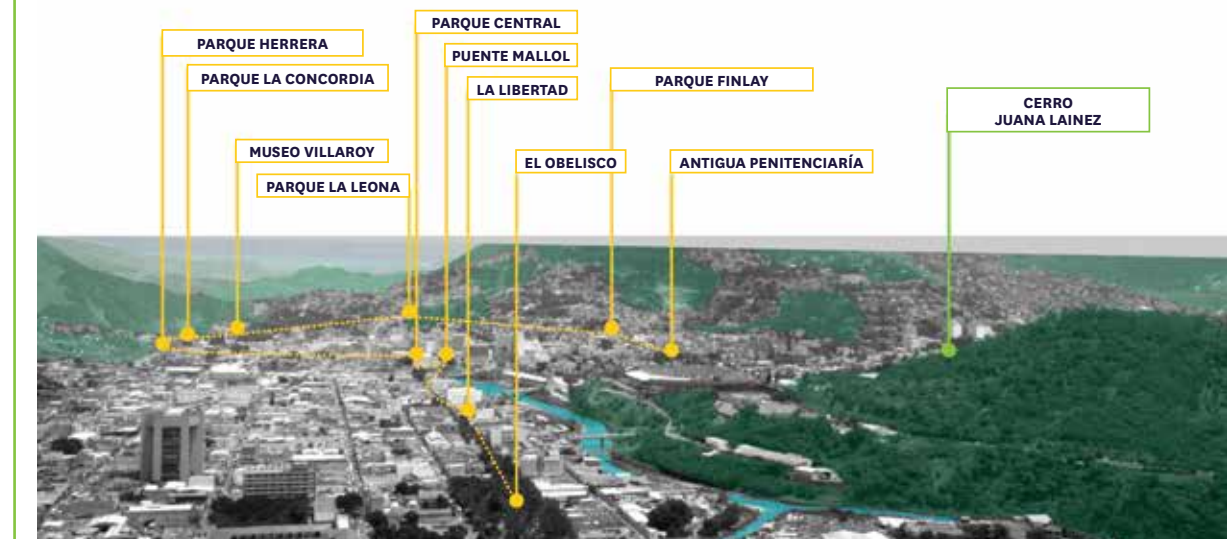 PARQUE CENTRAL
PARQUE HERRERA
PUENTE MALLOL
PARQUE LA CONCORDIA
LA LIBERTAD
PARQUE FINLAY
CERRO
JUANA LAINEZ
MUSEO VILLAROY
EL OBELISCO
ANTIGUA PENITENCIARÍA
PARQUE LA LEONA